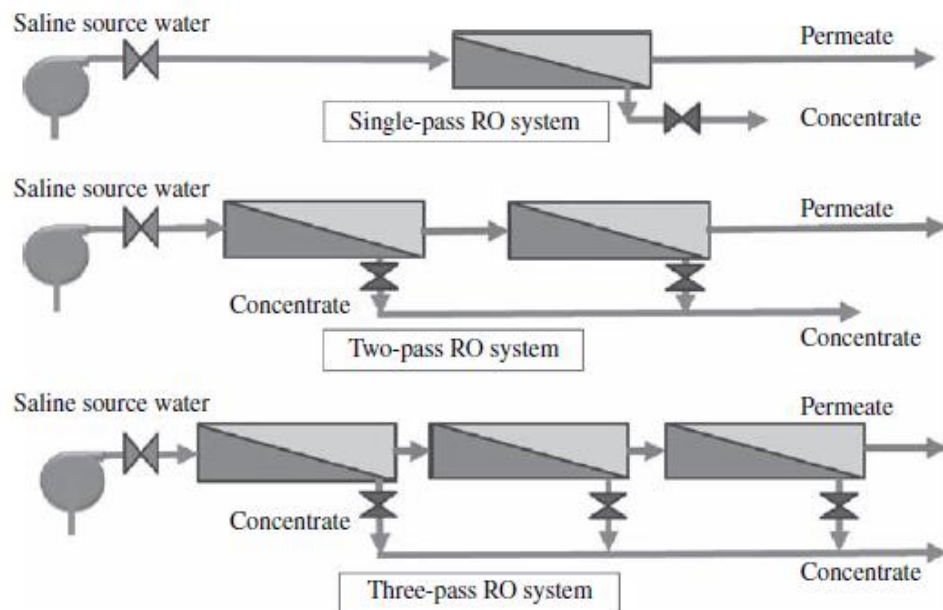 Saline source water
Permeate
Single-pass RO system
Concentrate
Saline source water
Permeate
Concentrate
Concentrate
Two-pass RO system
Saline source water
Permeate
Concentrate
Concentrate
Three-pass RO system